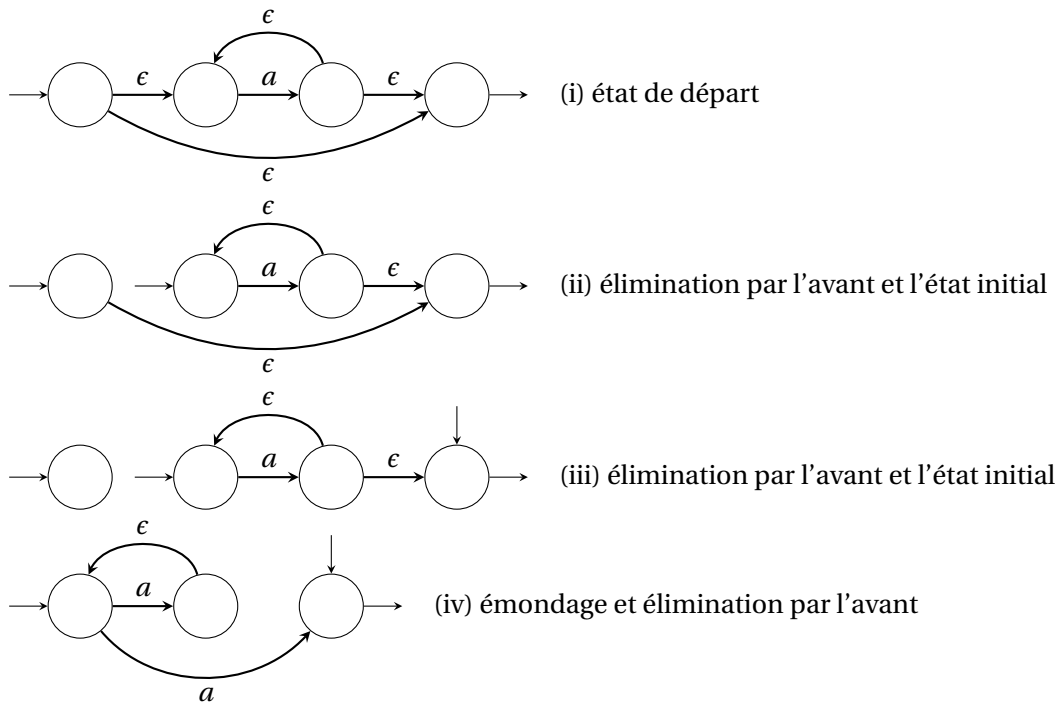 ϵ
ϵ a ϵ (i) état de départ
ϵ
ϵ
a ϵ (ii) élimination par l'avant et l'état initial
ϵ
ϵ
a ϵ (iii) élimination par l'avant et l'état initial
ϵ
a (iv) émondage et élimination par l'avant
a